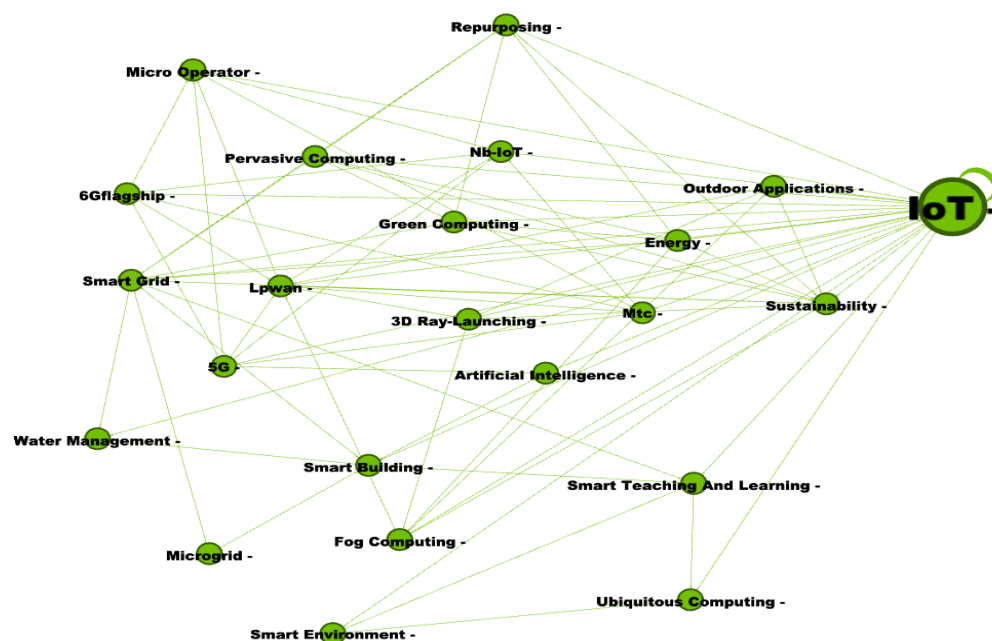 Repurposing -
Micro Operator -
Nb-IoT -
Pervasive Computing -
Outdoor Applications -
6Gflagship -
IoT -
Green Computing -
Energy -
Smart Grid -
Lpwan -
Sustainability -
Mtc -
3D Ray-Launching -
5G -
Artificial Intelligence -
Water Management -
Smart Building -
Smart Teaching And Learning -
Fog Computing -
Microgrid -
Ubiquitous Computing -
Smart Environment -